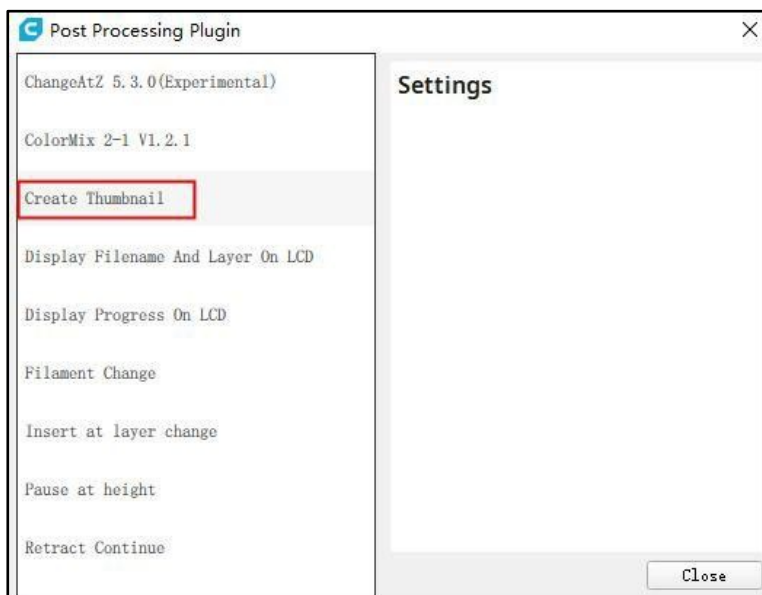 Post Processing Plugin
ChangeAtZ 5.3.0(Experimental)
Settings
ColorMix 2-1 V1.2.1
Create Thumbnail
Display Filename And Layer On LCD
Display Progress On LCD
Filament Change
Insert at layer change
Pause at height
Retract Continue
Close